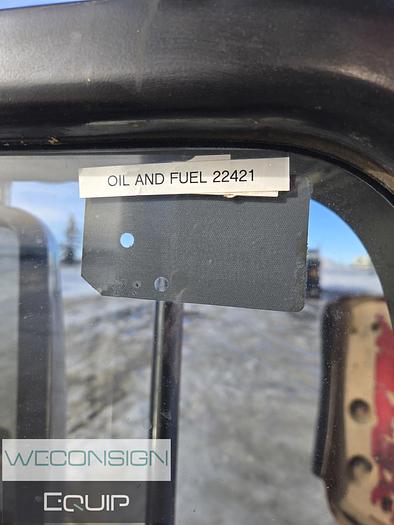 OIL AND FUEL 22421
WECONSIGN
EQUIP